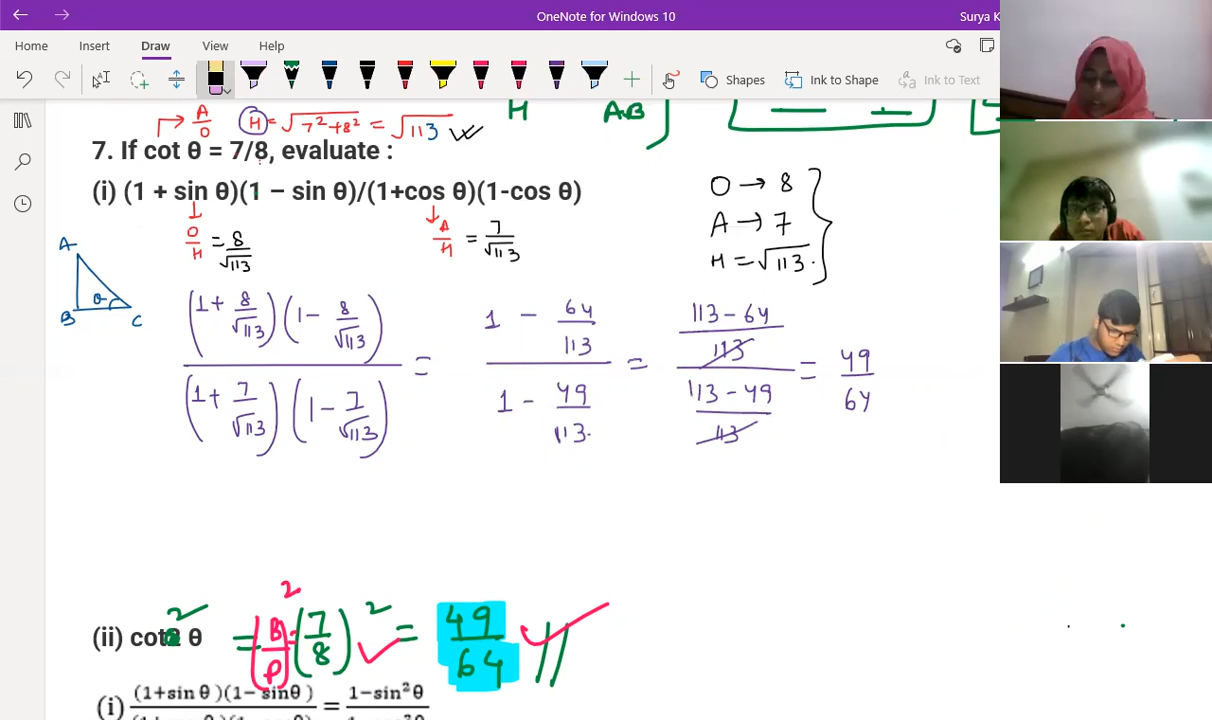 OneNote for Windows 10
Surya K
Home Insert Draw View Help
Shapes Ink to Shape Ink to Text
A/O H = √7²+8² = √113
H AB
7. If cot θ = 7/8, evaluate :
(i) (1 + sin θ)(1 − sin θ)/(1+cos θ)(1-cos θ)
O/H = 8/√113 A/H = 7/√113
O → 8
A → 7
H = √113.
A
B θ C
(1 + 8/√113)(1 − 8/√113) / (1 + 7/√113)(1 − 7/√113) = (1 − 64/113) / (1 − 49/113) = ((113 − 64)/113) / ((113 − 49)/113) = 49/64
(ii) cot² θ = (B/P)² = (7/8)² = 49/64
(i) (1+sin θ)(1− sinθ) = 1−sin²θ